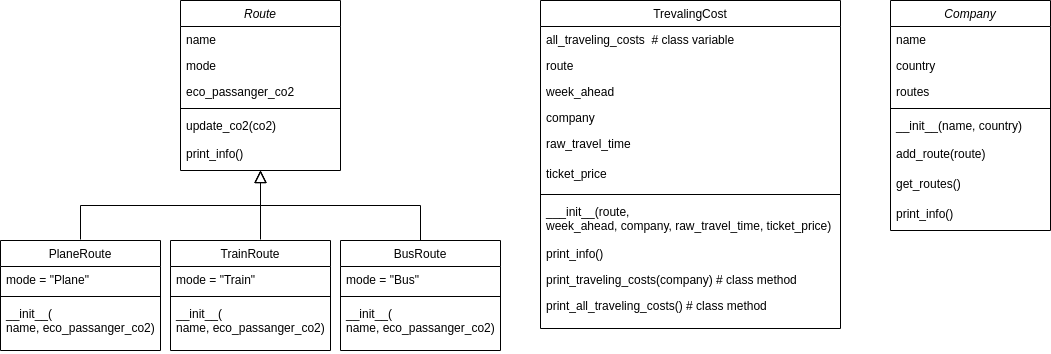 Route
name
mode
eco_passanger_co2
update_co2(co2)
print_info()
PlaneRoute
mode = "Plane"
__init__(
name, eco_passanger_co2)
TrainRoute
mode = "Train"
__init__(
name, eco_passanger_co2)
BusRoute
mode = "Bus"
__init__(
name, eco_passanger_co2)
TrevalingCost
all_traveling_costs  # class variable
route
week_ahead
company
raw_travel_time
ticket_price
___init__(route,
week_ahead, company, raw_travel_time, ticket_price)
print_info()
print_traveling_costs(company) # class method
print_all_traveling_costs() # class method
Company
name
country
routes
__init__(name, country)
add_route(route)
get_routes()
print_info()